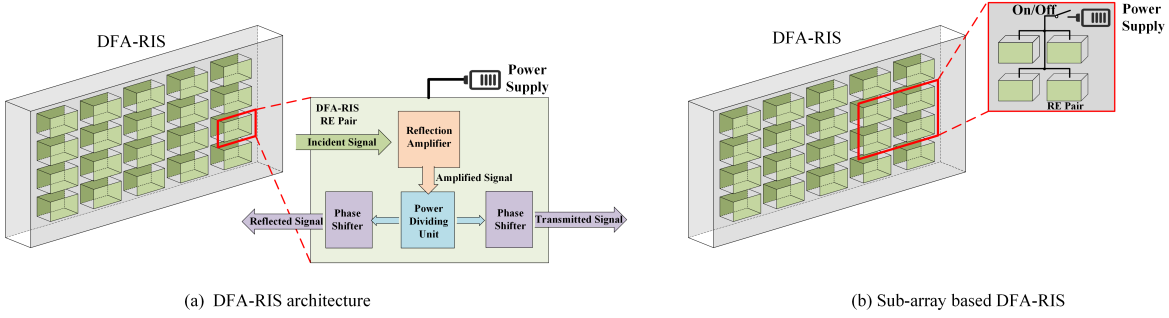 DFA-RIS
Power
Supply
DFA-RIS
RE Pair
Incident Signal
Reflection
Amplifier
Amplified Signal
Reflected Signal
Phase
Shifter
Power
Dividing
Unit
Phase
Shifter
Transmitted Signal
(a) DFA-RIS architecture
DFA-RIS
On/Off
Power
Supply
RE Pair
(b) Sub-array based DFA-RIS